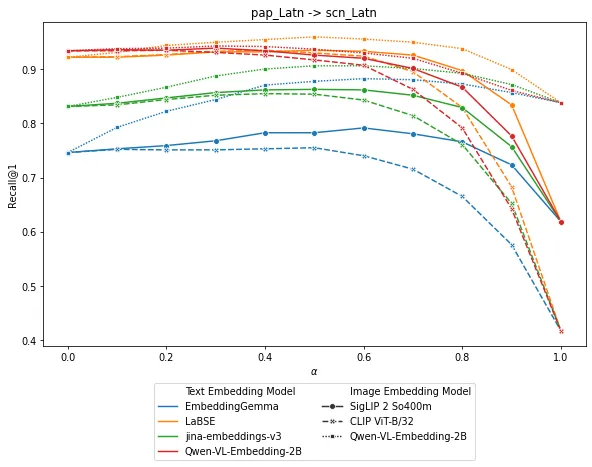 pap_Latn -> scn_Latn
Recall@1
0.9
0.8
0.7
0.6
0.5
0.4
0.0
0.2
0.4
0.6
0.8
1.0
α
Text Embedding Model
EmbeddingGemma
LaBSE
jina-embeddings-v3
Qwen-VL-Embedding-2B
Image Embedding Model
SigLIP 2 So400m
CLIP ViT-B/32
Qwen-VL-Embedding-2B